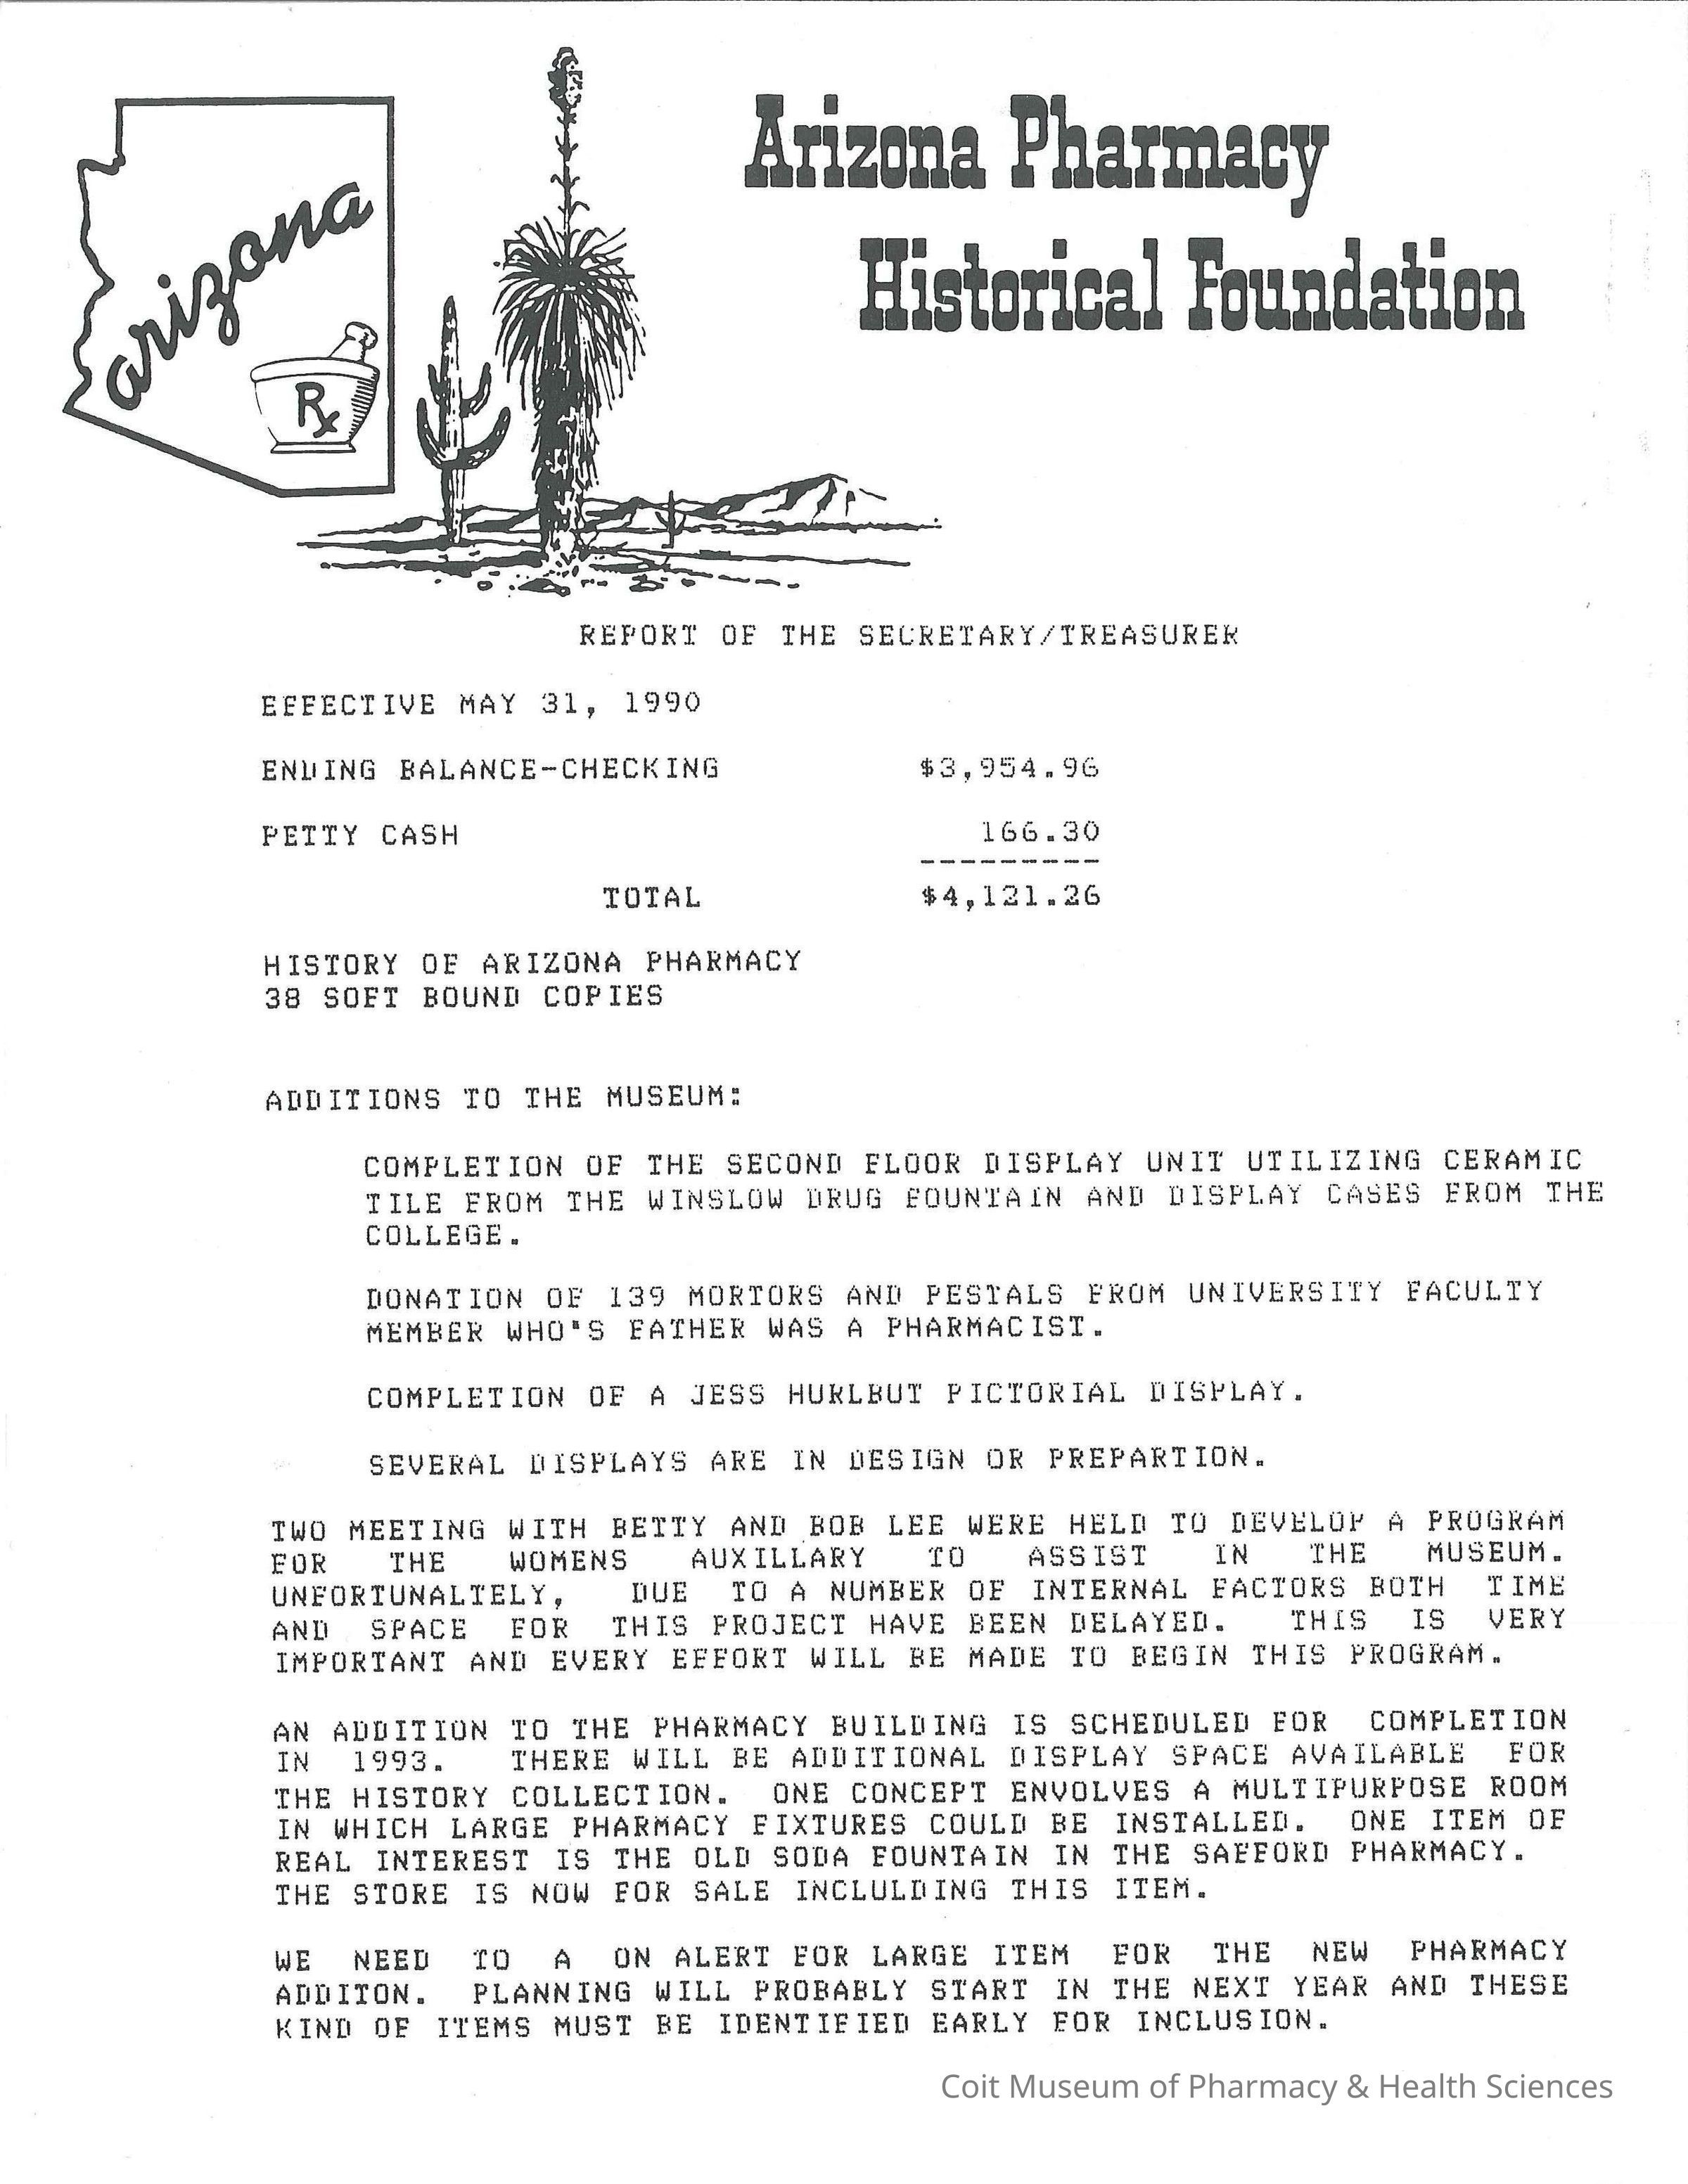 arizona
Rx
Arizona Pharmacy
Historical Foundation
REPORT OF THE SECRETARY/TREASURER
EFFECTIVE MAY 31, 1990
ENDING BALANCE-CHECKING $3,954.96
PETTY CASH 166.30
---------
TOTAL $4,121.26
HISTORY OF ARIZONA PHARMACY
38 SOFT BOUND COPIES
ADDITIONS TO THE MUSEUM:
COMPLETION OF THE SECOND FLOOR DISPLAY UNIT UTILIZING CERAMIC
TILE FROM THE WINSLOW DRUG FOUNTAIN AND DISPLAY CASES FROM THE
COLLEGE.
DONATION OF 139 MORTORS AND PESTALS FROM UNIVERSITY FACULTY
MEMBER WHO'S FATHER WAS A PHARMACIST.
COMPLETION OF A JESS HURLBUT PICTORIAL DISPLAY.
SEVERAL DISPLAYS ARE IN DESIGN OR PREPARTION.
TWO MEETING WITH BETTY AND BOB LEE WERE HELD TO DEVELOP A PROGRAM
FOR THE WOMENS AUXILLARY TO ASSIST IN THE MUSEUM.
UNFORTUNALTELY, DUE TO A NUMBER OF INTERNAL FACTORS BOTH TIME
AND SPACE FOR THIS PROJECT HAVE BEEN DELAYED. THIS IS VERY
IMPORTANT AND EVERY EFFORT WILL BE MADE TO BEGIN THIS PROGRAM.
AN ADDITION TO THE PHARMACY BUILDING IS SCHEDULED FOR COMPLETION
IN 1993. THERE WILL BE ADDITIONAL DISPLAY SPACE AVAILABLE FOR
THE HISTORY COLLECTION. ONE CONCEPT ENVOLVES A MULTIPURPOSE ROOM
IN WHICH LARGE PHARMACY FIXTURES COULD BE INSTALLED. ONE ITEM OF
REAL INTEREST IS THE OLD SODA FOUNTAIN IN THE SAFFORD PHARMACY.
THE STORE IS NOW FOR SALE INCLULDING THIS ITEM.
WE NEED TO A ON ALERT FOR LARGE ITEM FOR THE NEW PHARMACY
ADDITON. PLANNING WILL PROBABLY START IN THE NEXT YEAR AND THESE
KIND OF ITEMS MUST BE IDENTIFIED EARLY FOR INCLUSION.
Coit Museum of Pharmacy & Health Sciences